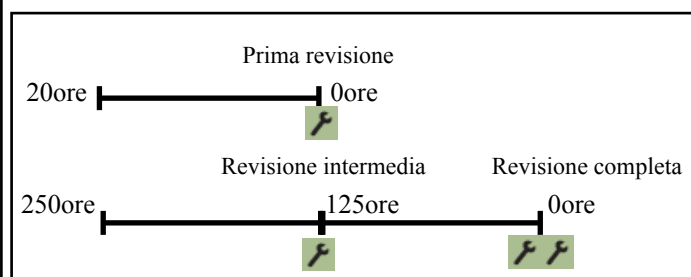 Prima revisione
20ore 0ore
Revisione intermedia Revisione completa
250ore 125ore 0ore